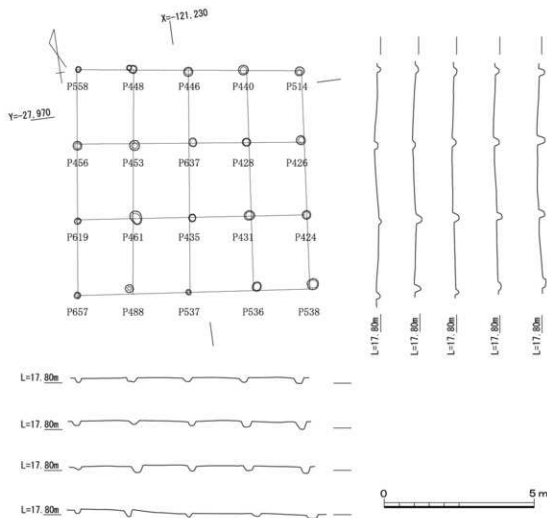 X=-121.230
P558 P448 P446 P440 P514
Y=-27.970
P456 P453 P637 P428 P426
P619 P461 P435 P431 P424
P657 P488 P537 P536 P538
L=17.80m L=17.80m L=17.80m L=17.80m L=17.80m
L=17.80m
L=17.80m
L=17.80m
L=17.80m
0 5m